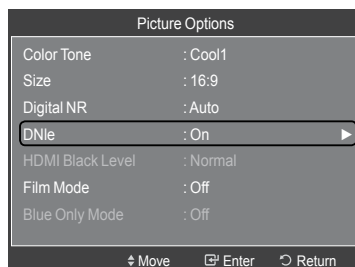 Picture Options
Color Tone : Cool1
Size : 16:9
Digital NR : Auto
DNIe : On
HDMI Black Level : Normal
Film Mode : Off
Blue Only Mode : Off
Move Enter Return